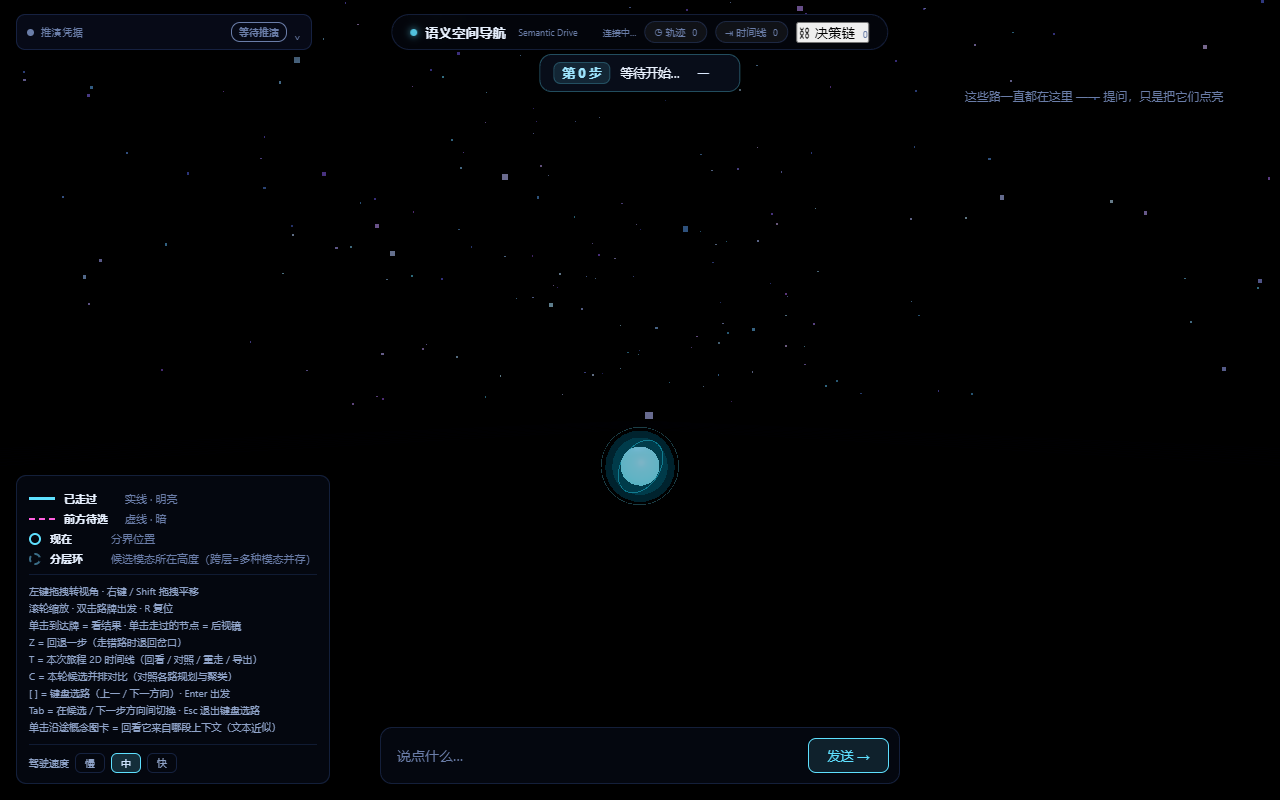 推演凭据 等待推演
语义空间导航 Semantic Drive 连接中... 轨迹 0 ⇥ 时间线 0 ⛓ 决策链 0
第 0 步 等待开始... —
这些路一直都在这里 —— 提问，只是把它们点亮
已走过 实线 · 明亮
前方待选 虚线 · 暗
现在 分界位置
分层环 候选模态所在高度（跨层=多种模态并存）
左键拖拽转视角 · 右键 / Shift 拖拽平移
滚轮缩放 · 双击路牌出发 · R 复位
单击到达牌 = 看结果 · 单击走过的节点 = 后视镜
Z = 回退一步（走错路时退回岔口）
T = 本次旅程 2D 时间线（回看 / 对照 / 重走 / 导出）
C = 本轮候选并排对比（对照各路规划与聚类）
[ ] = 键盘选路（上一 / 下一方向）· Enter 出发
Tab = 在候选 / 下一步方向间切换 · Esc 退出键盘选路
单击沿途概念图卡 = 回看它来自哪段上下文（文本近似）
驾驶速度 慢 中 快
说点什么...
发送 →